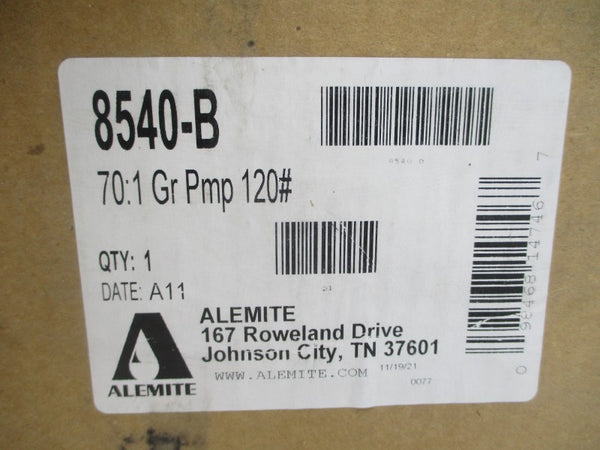 8540-B
70:1 Gr Pmp 120#
QTY: 1
DATE: A11
ALEMITE
167 Roweland Drive
Johnson City, TN 37601
WWW.ALEMITE.COM
11/19/21
0077
ALEMITE